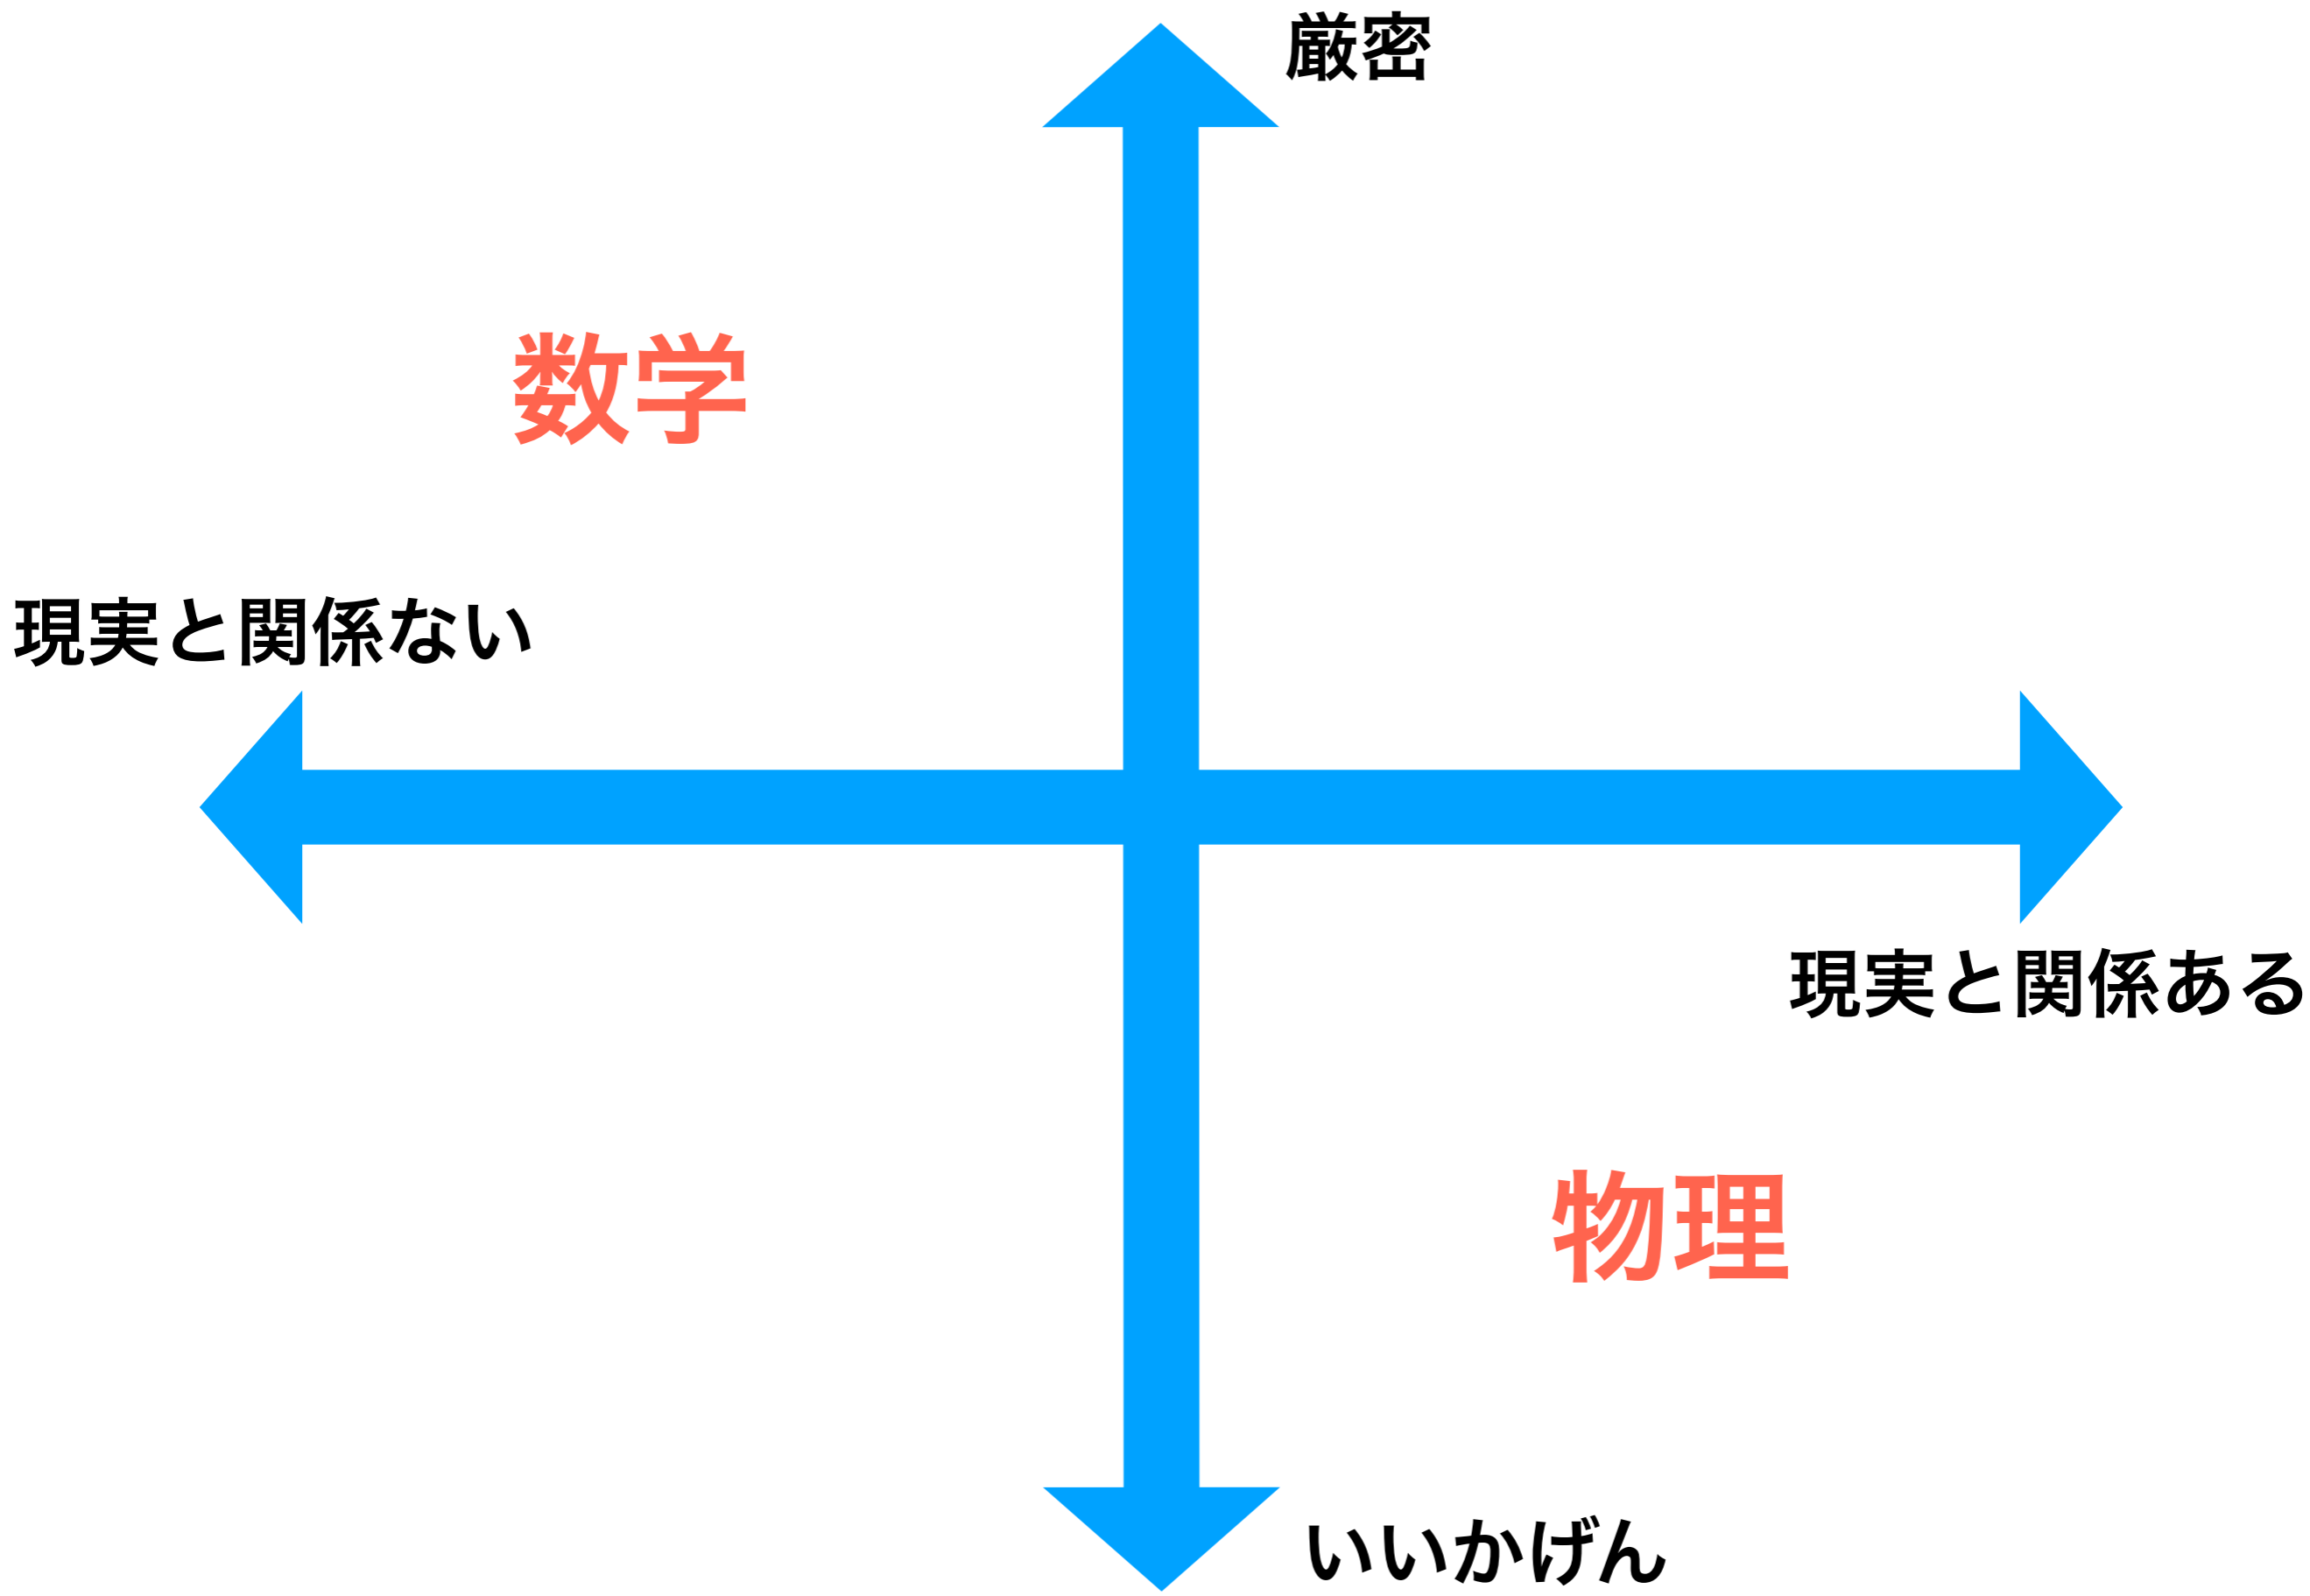 厳密
数学
現実と関係ない
現実と関係ある
物理
いいかげん